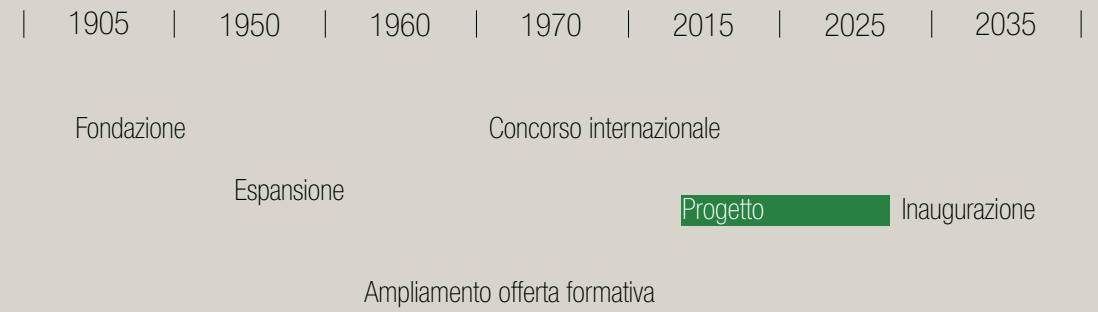 | 1905 | 1950 | 1960 | 1970 | 2015 | 2025 | 2035 |
Fondazione
Concorso internazionale
Espansione
Progetto
Inaugurazione
Ampliamento offerta formativa